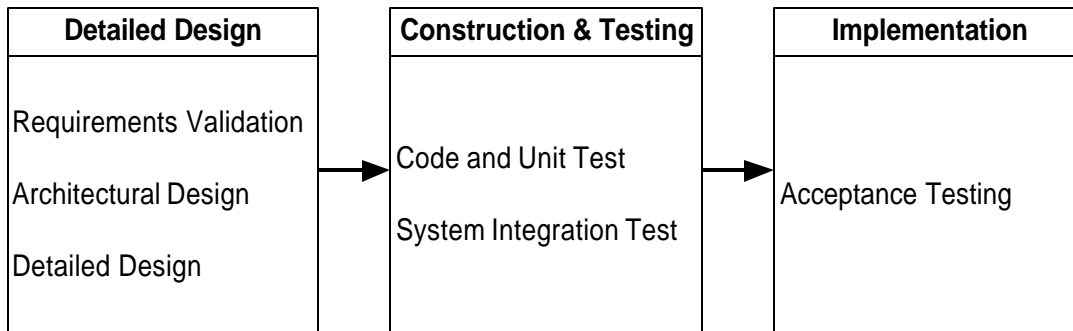 Detailed Design
Requirements Validation
Architectural Design
Detailed Design
Construction & Testing
Code and Unit Test
System Integration Test
Implementation
Acceptance Testing